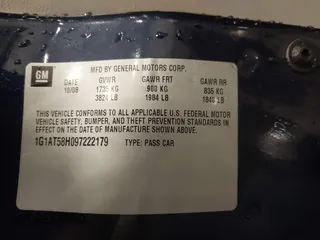 GM
MFD BY GENERAL MOTORS CORP.
DATE GVWR GAWR FRT GAWR RR
10/08 1735 KG 900 KG 835 KG
3824 LB 1984 LB 1840 LB
THIS VEHICLE CONFORMS TO ALL APPLICABLE U.S. FEDERAL MOTOR
VEHICLE SAFETY, BUMPER, AND THEFT PREVENTION STANDARDS IN
EFFECT ON THE DATE OF MANUFACTURE SHOWN ABOVE.
1G1AT58H097222179 TYPE: PASS CAR